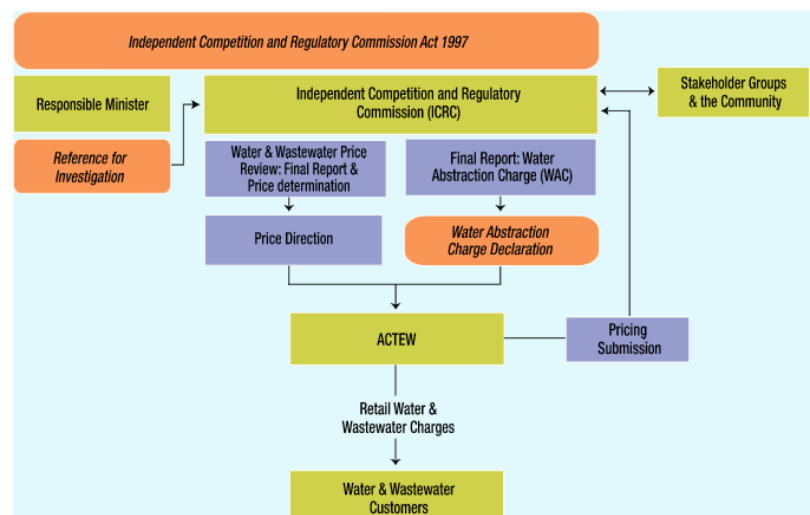 Independent Competition and Regulatory Commission Act 1997
Responsible Minister
Independent Competition and Regulatory
Commission (ICRC)
Stakeholder Groups
& the Community
Reference for
Investigation
Water & Wastewater Price
Review: Final Report &
Price determination
Final Report: Water
Abstraction Charge (WAC)
Price Direction
Water Abstraction
Charge Declaration
ACTEW
Pricing
Submission
Retail Water &
Wastewater Charges
Water & Wastewater
Customers